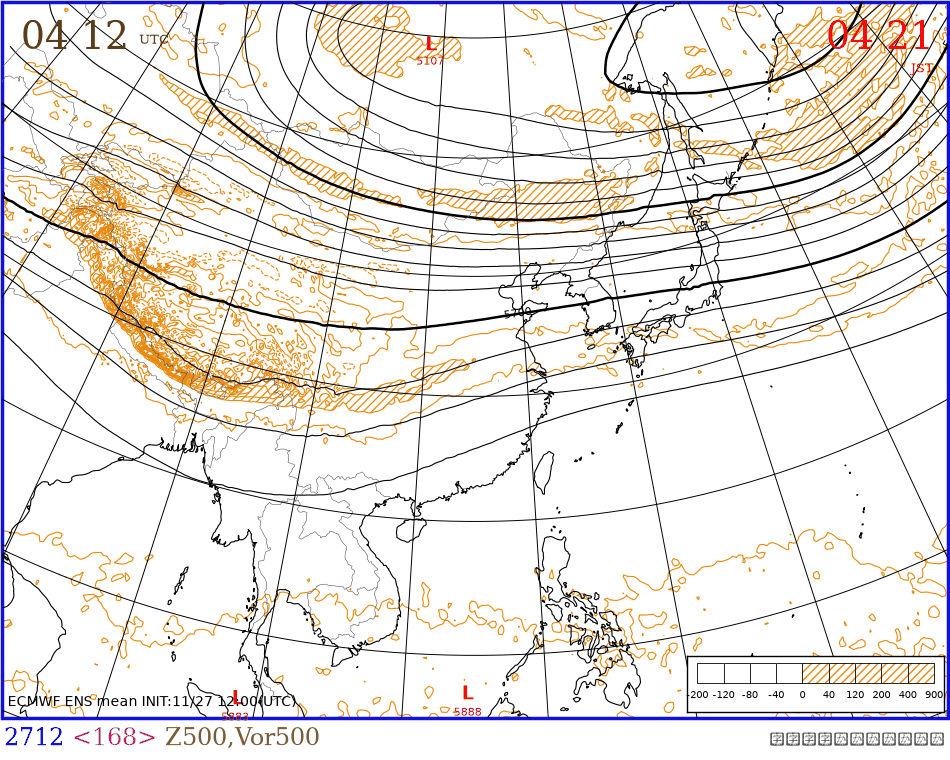 04 12 UTC
04 21
JST
L
5107
5700
L
5883
L
5888
-200 -120 -80 -40 0 40 120 200 400 900
ECMWF ENS mean INIT:11/27 12:00(UTC)
2712 <168> Z500,Vor500